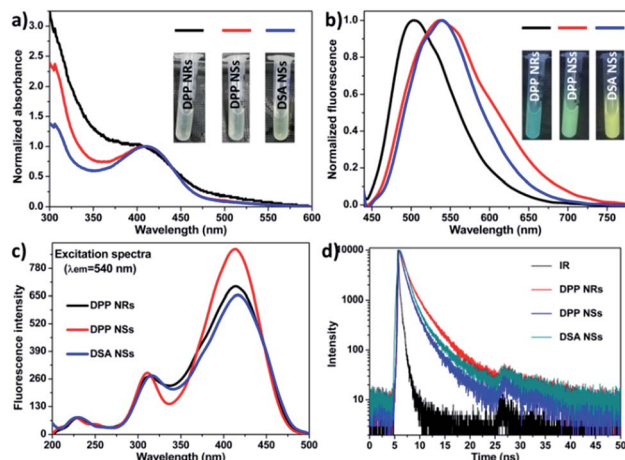 a)
3.0
2.5
2.0
1.5
1.0
0.5
0.0
Normalized absorbance
DPP NRs
DPP NSs
DSA NSs
300 350 400 450 500 550 600
Wavelength (nm)
b)
1.0
0.8
0.6
0.4
0.2
Normalized fluorescence
DPP NRs
DPP NSs
DSA NSs
450 500 550 600 650 700 750
Wavelength (nm)
c)
Excitation spectra
(λem=540 nm)
DPP NRs
DPP NSs
DSA NSs
780
650
520
390
260
130
0
Fluorescence intensity
200 250 300 350 400 450 500
Wavelength (nm)
d)
10000
1000
100
10
Intensity
IR
DPP NRs
DPP NSs
DSA NSs
0 5 10 15 20 25 30 35 40 45 50
Time (ns)